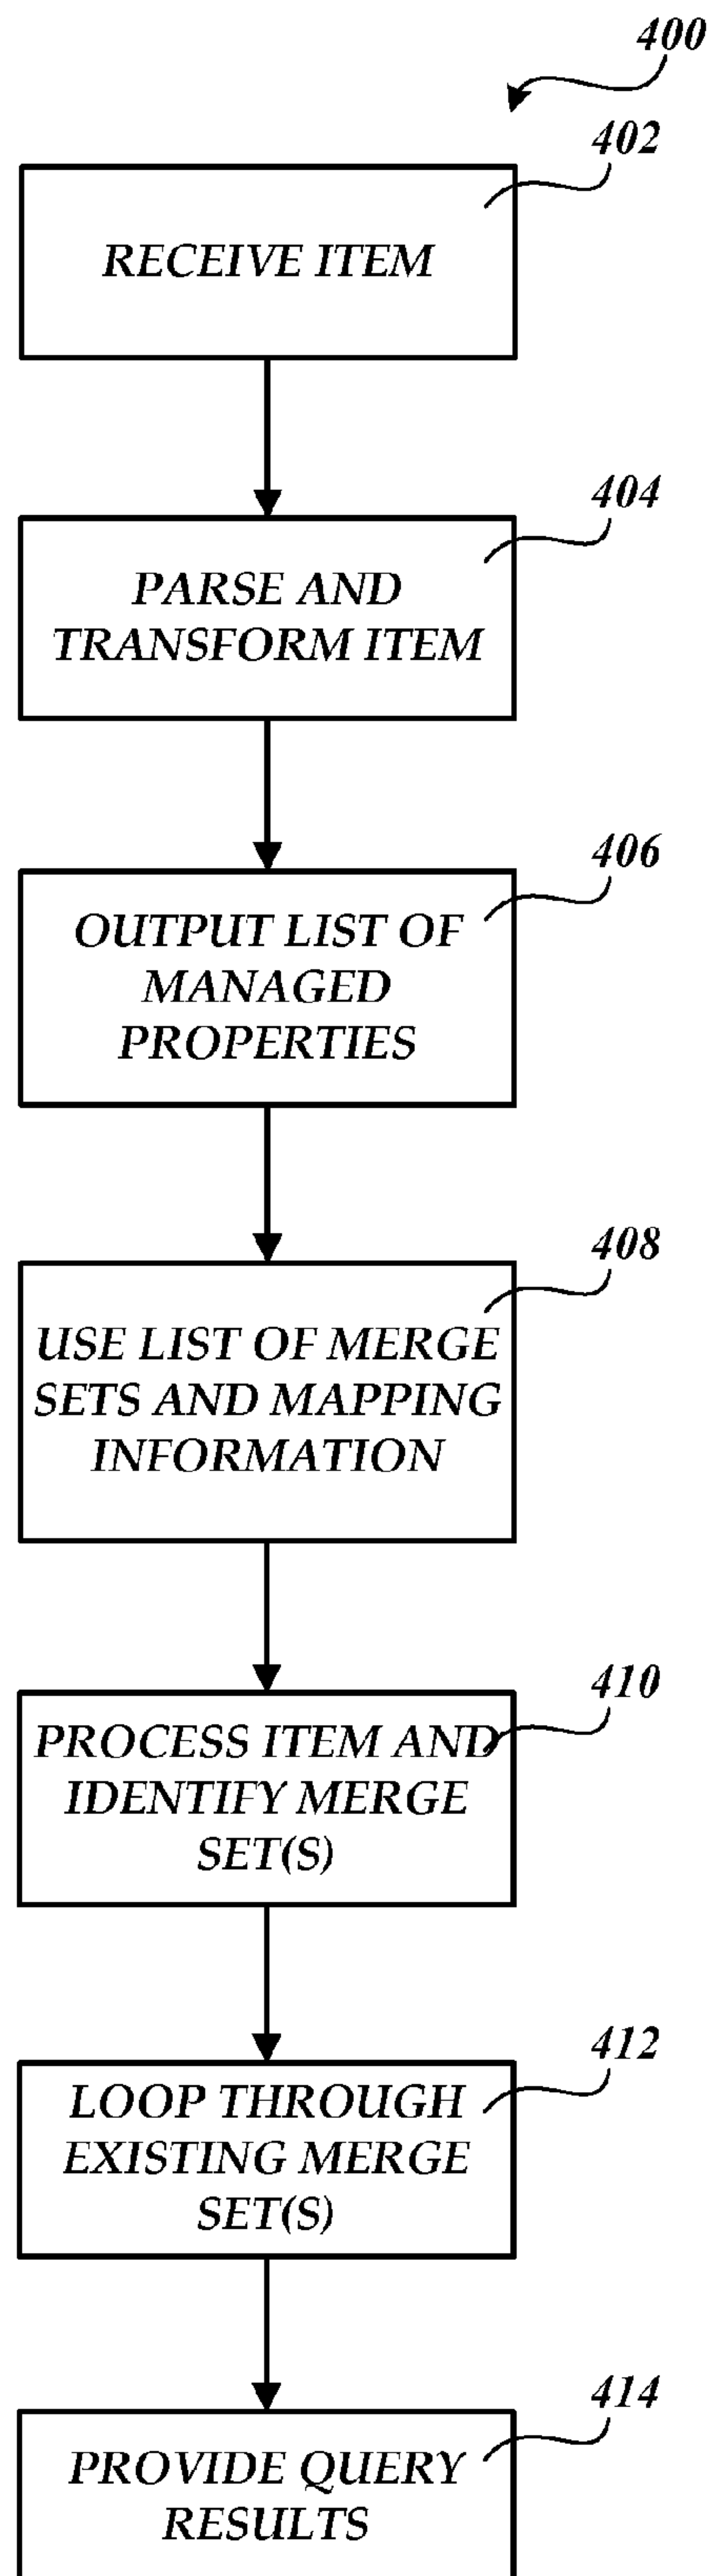 400
402
RECEIVE ITEM
404
PARSE AND
TRANSFORM ITEM
406
OUTPUT LIST OF
MANAGED
PROPERTIES
408
USE LIST OF MERGE
SETS AND MAPPING
INFORMATION
410
PROCESS ITEM AND
IDENTIFY MERGE
SET(S)
412
LOOP THROUGH
EXISTING MERGE
SET(S)
414
PROVIDE QUERY
RESULTS